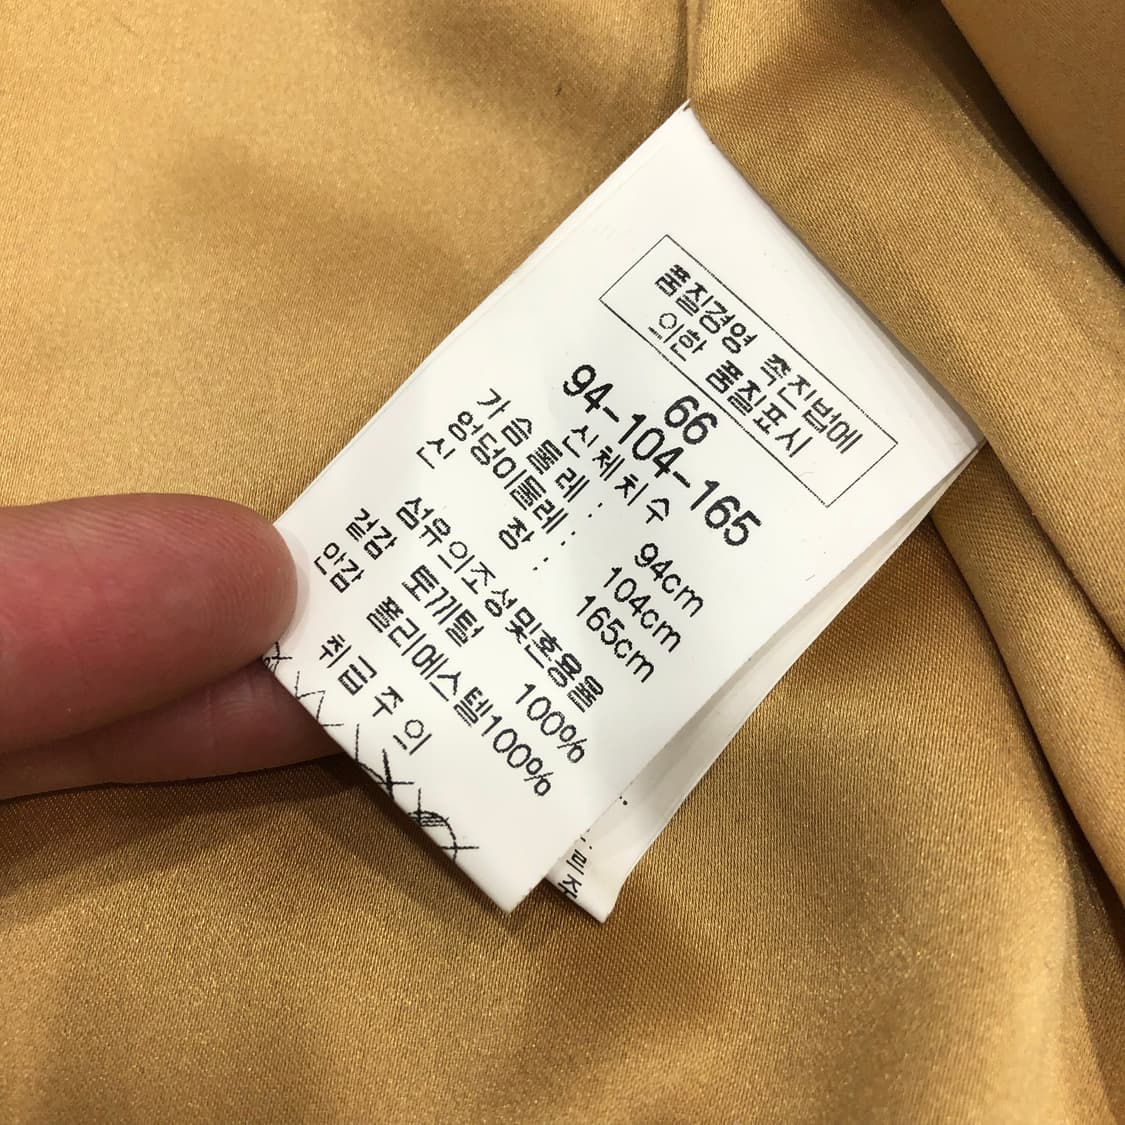 품질경영 촉진법에
의한 품질표시
66
94-104-165
신체치수
가슴둘레 : 94cm
엉덩이둘레 : 104cm
신 장 : 165cm
섬유의조성및혼용율
겉감 토끼털 100%
안감 폴리에스텔100%
취급주의